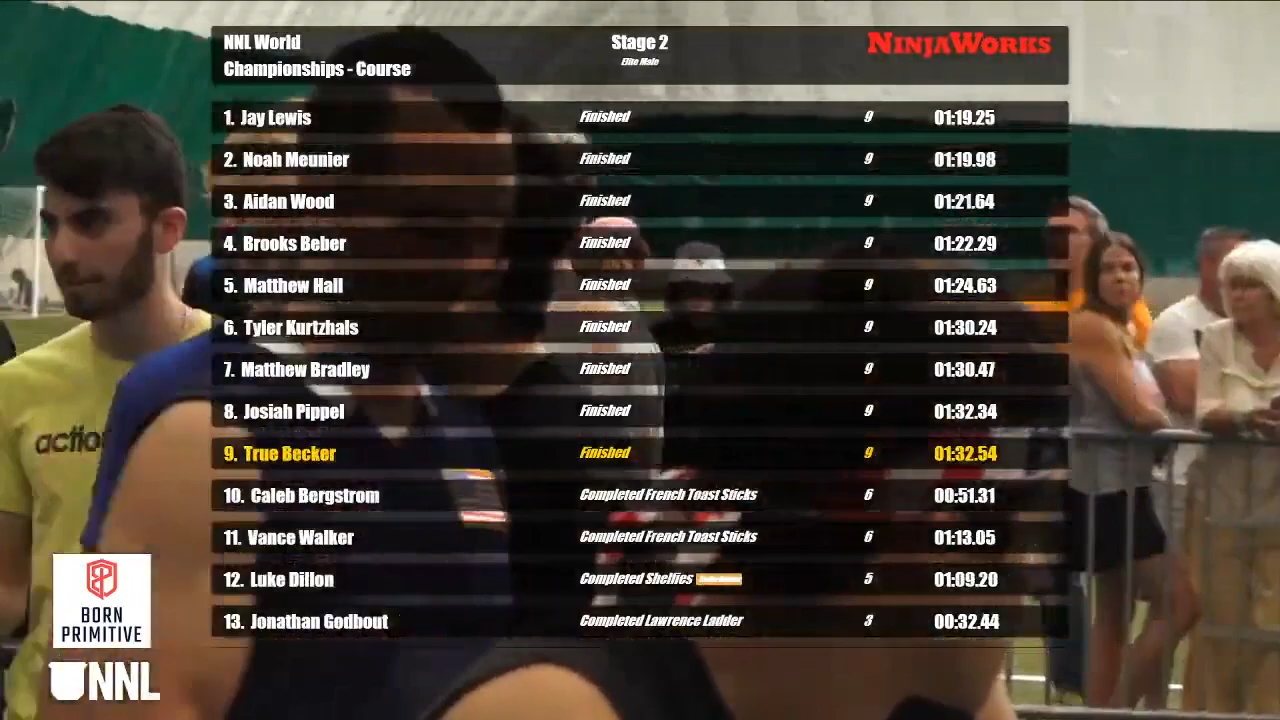 NNL World
Championships - Course
Stage 2
Elite Male
NINJAWORKS
1. Jay Lewis Finished 9 01:19.25
2. Noah Meunier Finished 9 01:19.98
3. Aidan Wood Finished 9 01:21.64
4. Brooks Beber Finished 9 01:22.29
5. Matthew Hall Finished 9 01:24.63
6. Tyler Kurtzhals Finished 9 01:30.24
7. Matthew Bradley Finished 9 01:30.47
8. Josiah Pippel Finished 9 01:32.34
9. True Becker Finished 9 01:32.54
10. Caleb Bergstrom Completed French Toast Sticks 6 00:51.31
11. Vance Walker Completed French Toast Sticks 6 01:13.05
12. Luke Dillon Completed Shelfies 5 01:09.20
13. Jonathan Godbout Completed Lawrence Ladder 3 00:32.44
actio
BORN
PRIMITIVE
NNL